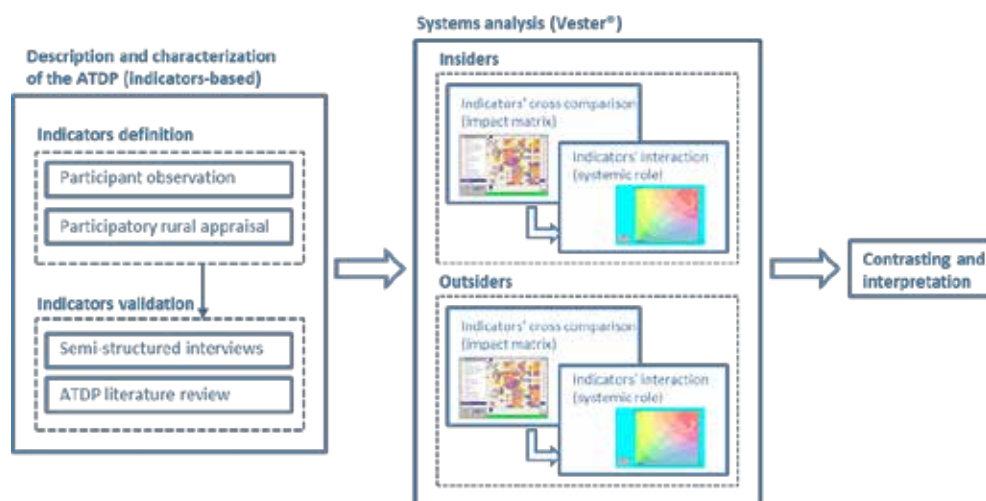 Description and characterization
of the ATDP (indicators-based)
Indicators definition
Participant observation
Participatory rural appraisal
Indicators validation
Semi-structured interviews
ATDP literature review
Systems analysis (Vester®)
Insiders
Indicators' cross comparison
(impact matrix)
Indicators' interaction
(systemic role)
Outsiders
Indicators' cross comparison
(impact matrix)
Indicators' interaction
(systemic role)
Contrasting and
interpretation